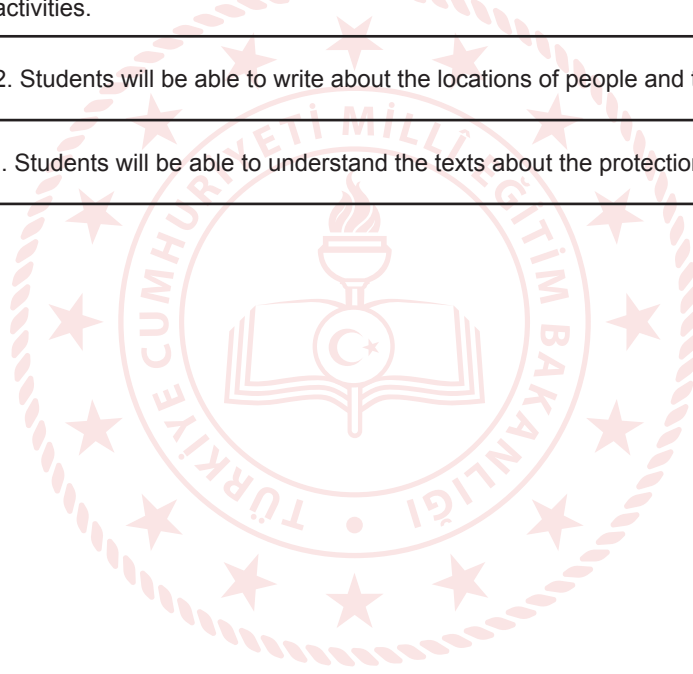 activities.
2. Students will be able to write about the locations of people and
. Students will be able to understand the texts about the protection
TÜRKİYE CUMHURİYETİ MİLLÎ EĞİTİM BAKANLIĞI